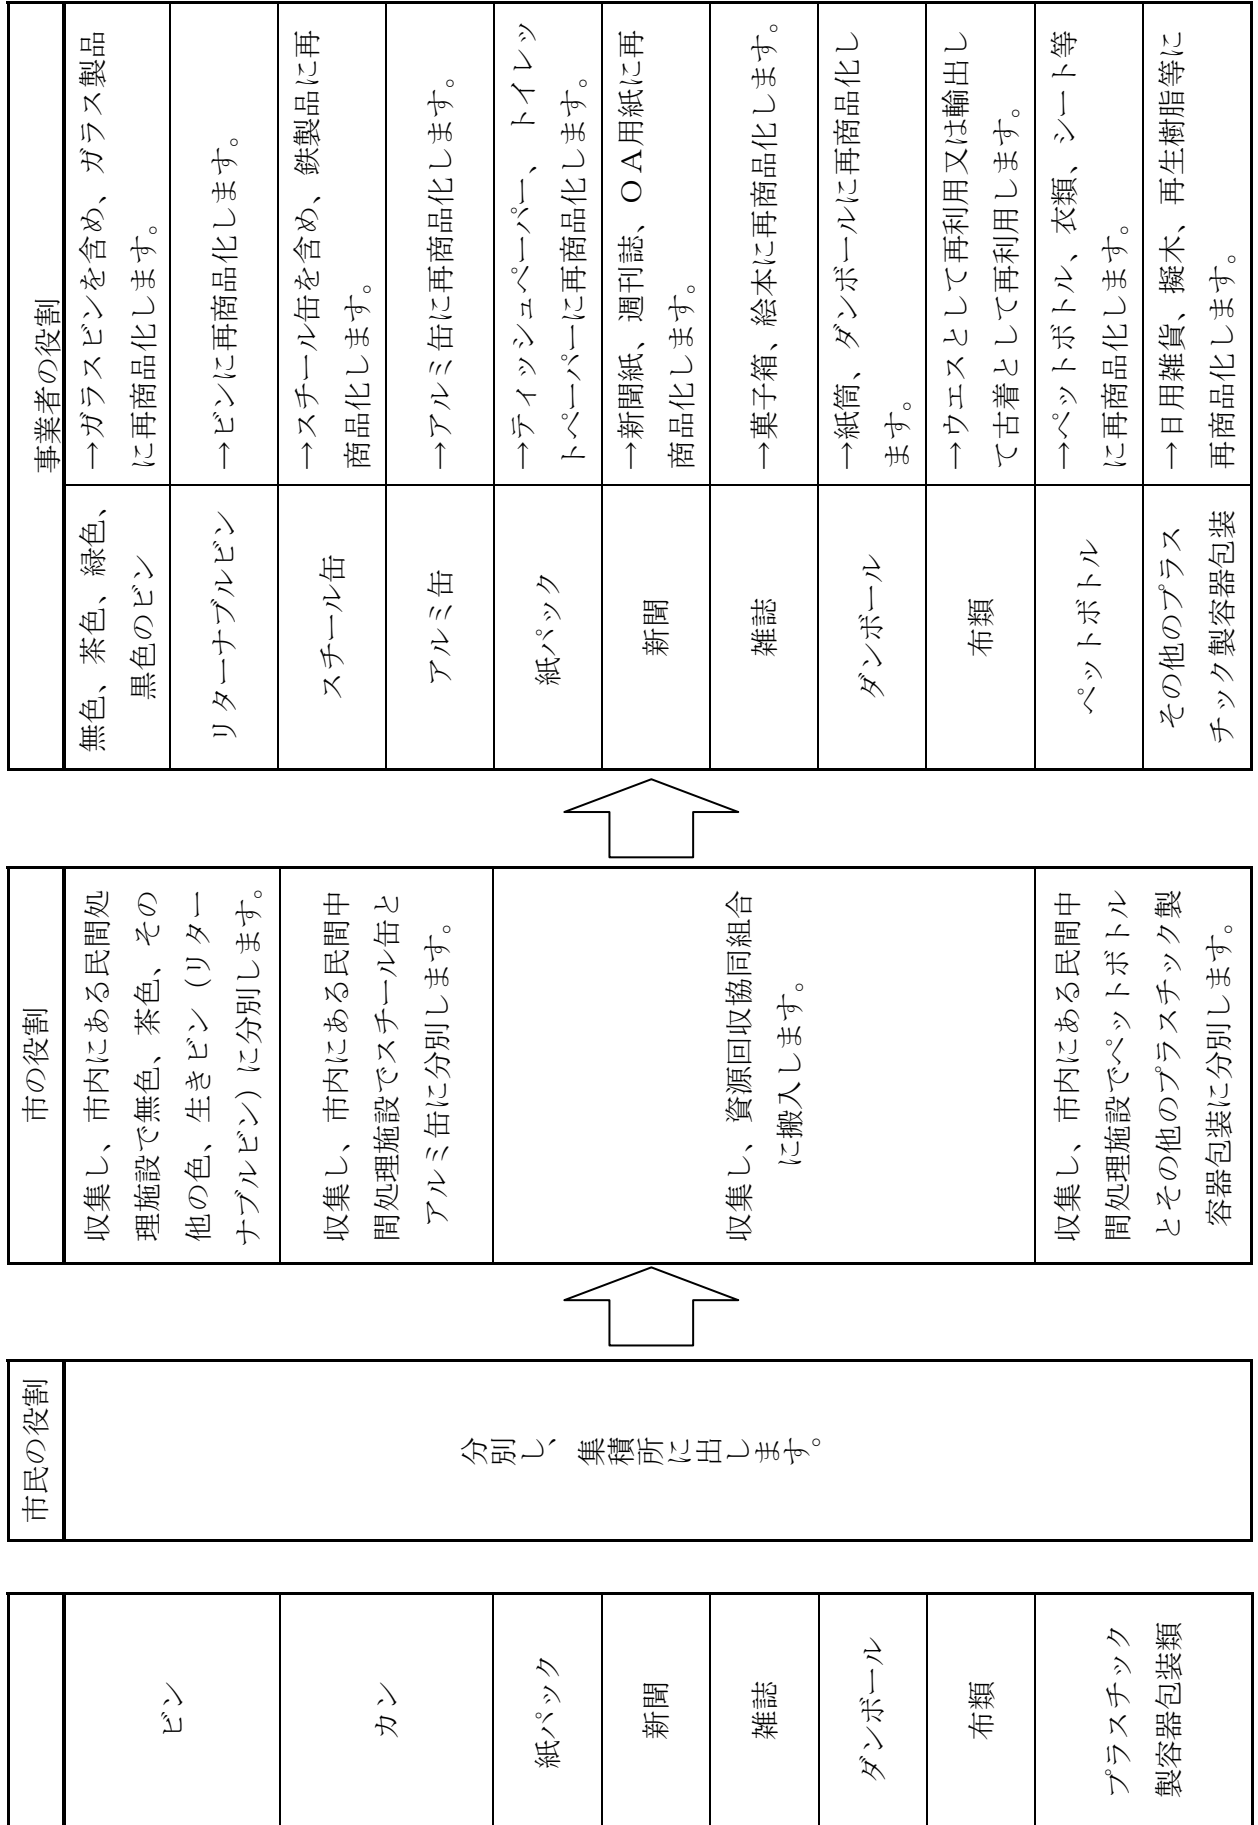 ビン
カン
紙パック
新聞
雑誌
ダンボール
布類
プラスチック
製容器包装類
市民の役割
分別し、集積所に出します。
市の役割
収集し、市内にある民間処
理施設で無色、茶色、その
他の色、生きビン（リター
ナブルビン）に分別します。
収集し、市内にある民間中
間処理施設でスチール缶と
アルミ缶に分別します。
収集し、資源回収協同組合
に搬入します。
収集し、市内にある民間中
間処理施設でペットボトル
とその他のプラスチック製
容器包装に分別します。
事業者の役割
無色、茶色、緑色、
黒色のビン
→ガラスビンを含め、ガラス製品
に再商品化します。
リターナブルビン
→ビンに再商品化します。
スチール缶
→スチール缶を含め、鉄製品に再
商品化します。
アルミ缶
→アルミ缶に再商品化します。
紙パック
→ティッシュペーパー、トイレッ
トペーパーに再商品化します。
新聞
→新聞紙、週刊誌、ＯＡ用紙に再
商品化します。
雑誌
→菓子箱、絵本に再商品化します。
ダンボール
→紙筒、ダンボールに再商品化し
ます。
布類
→ウエスとして再利用又は輸出し
て古着として再利用します。
ペットボトル
→ペットボトル、衣類、シート等
に再商品化します。
その他のプラス
チック製容器包装
→日用雑貨、擬木、再生樹脂等に
再商品化します。